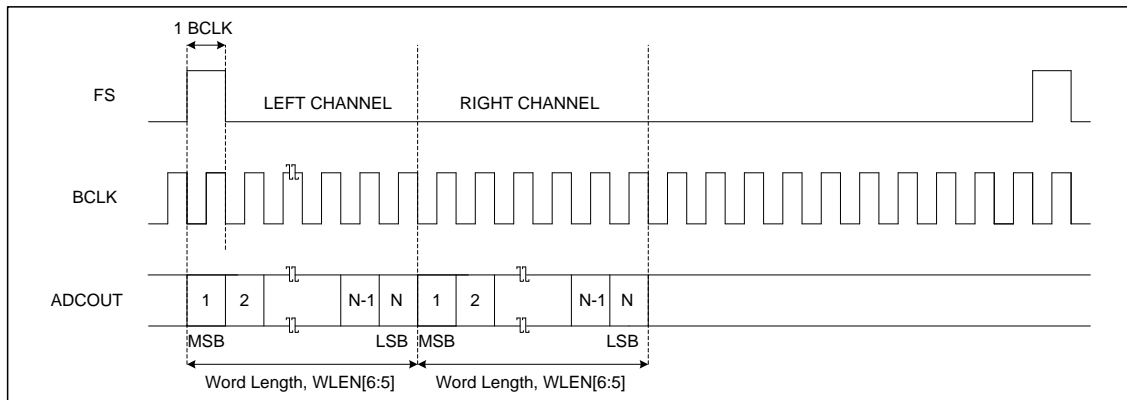 1 BCLK
FS
LEFT CHANNEL
RIGHT CHANNEL
BCLK
ADCOUT
1 2 N-1 N 1 2 N-1 N
MSB LSB MSB LSB
Word Length, WLEN[6:5]
Word Length, WLEN[6:5]